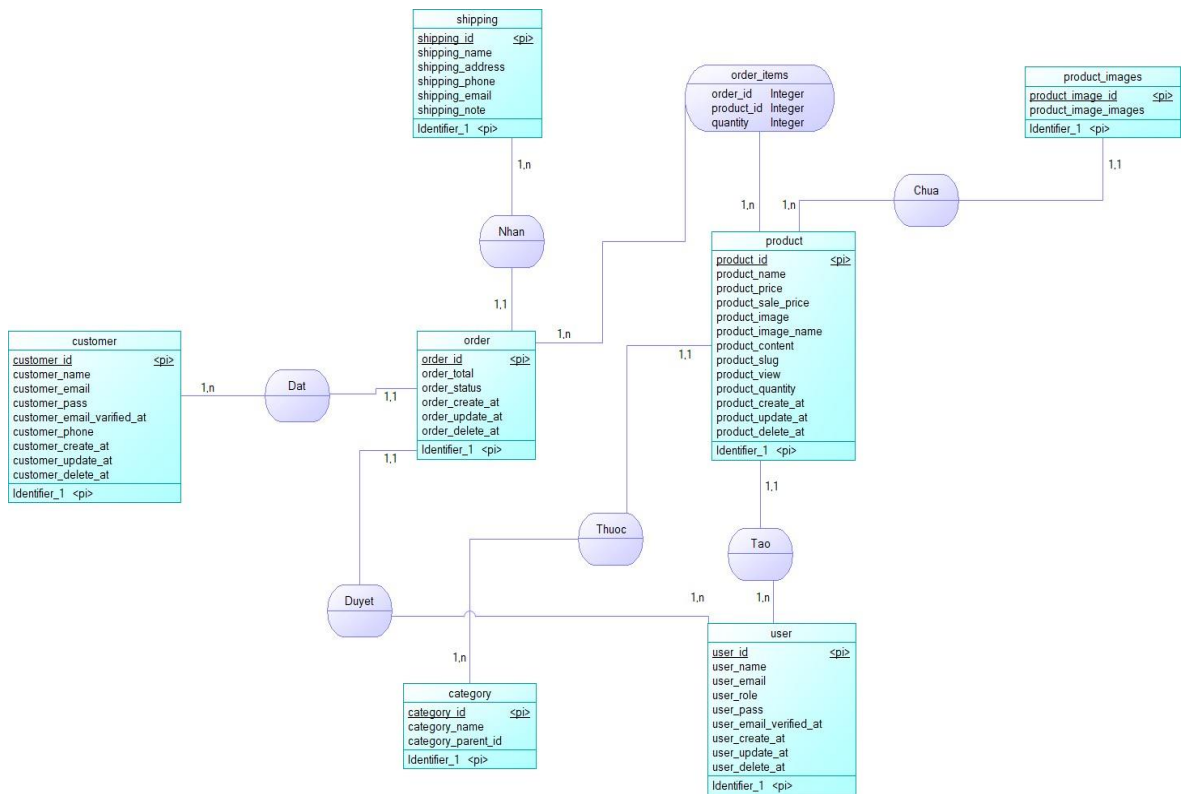 shipping
shipping_id <pi>
shipping_name
shipping_address
shipping_phone
shipping_email
shipping_note
Identifier_1 <pi>
order_items
order_id Integer
product_id Integer
quantity Integer
product_images
product_image_id <pi>
product_image_images
Identifier_1 <pi>
1,n
1,1
Chua
1,n
1,n
Nhan
1,1
product
product_id <pi>
product_name
product_price
product_sale_price
product_image
product_image_name
product_content
product_slug
product_view
product_quantity
product_create_at
product_update_at
product_delete_at
Identifier_1 <pi>
customer
customer_id <pi>
customer_name
customer_email
customer_pass
customer_email_varified_at
customer_phone
customer_create_at
customer_update_at
customer_delete_at
Identifier_1 <pi>
1,n
Dat
1,1
order
order_id <pi>
order_total
order_status
order_create_at
order_update_at
order_delete_at
Identifier_1 <pi>
1,n
1,1
1,1
1,1
Thuoc
Tao
Duyet
1,n
1,n
1,n
category
category_id <pi>
category_name
category_parent_id
Identifier_1 <pi>
user
user_id <pi>
user_name
user_email
user_role
user_pass
user_email_verified_at
user_create_at
user_update_at
user_delete_at
Identifier_1 <pi>